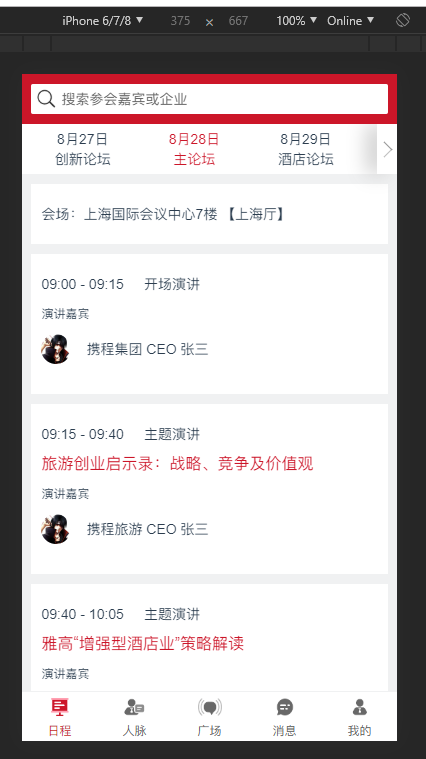 iPhone 6/7/8 ▼ 375 × 667 100% ▼ Online ▼
搜索参会嘉宾或企业
8月27日 8月28日 8月29日
创新论坛 主论坛 酒店论坛
会场：上海国际会议中心7楼 【上海厅】
09:00 - 09:15 开场演讲
演讲嘉宾
携程集团 CEO 张三
09:15 - 09:40 主题演讲
旅游创业启示录：战略、竞争及价值观
演讲嘉宾
携程旅游 CEO 张三
09:40 - 10:05 主题演讲
雅高“增强型酒店业”策略解读
演讲嘉宾
日程 人脉 广场 消息 我的